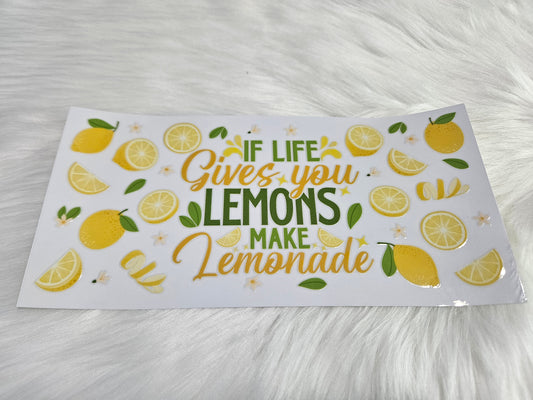 IF LIFE
Gives you
LEMONS
MAKE
Lemonade